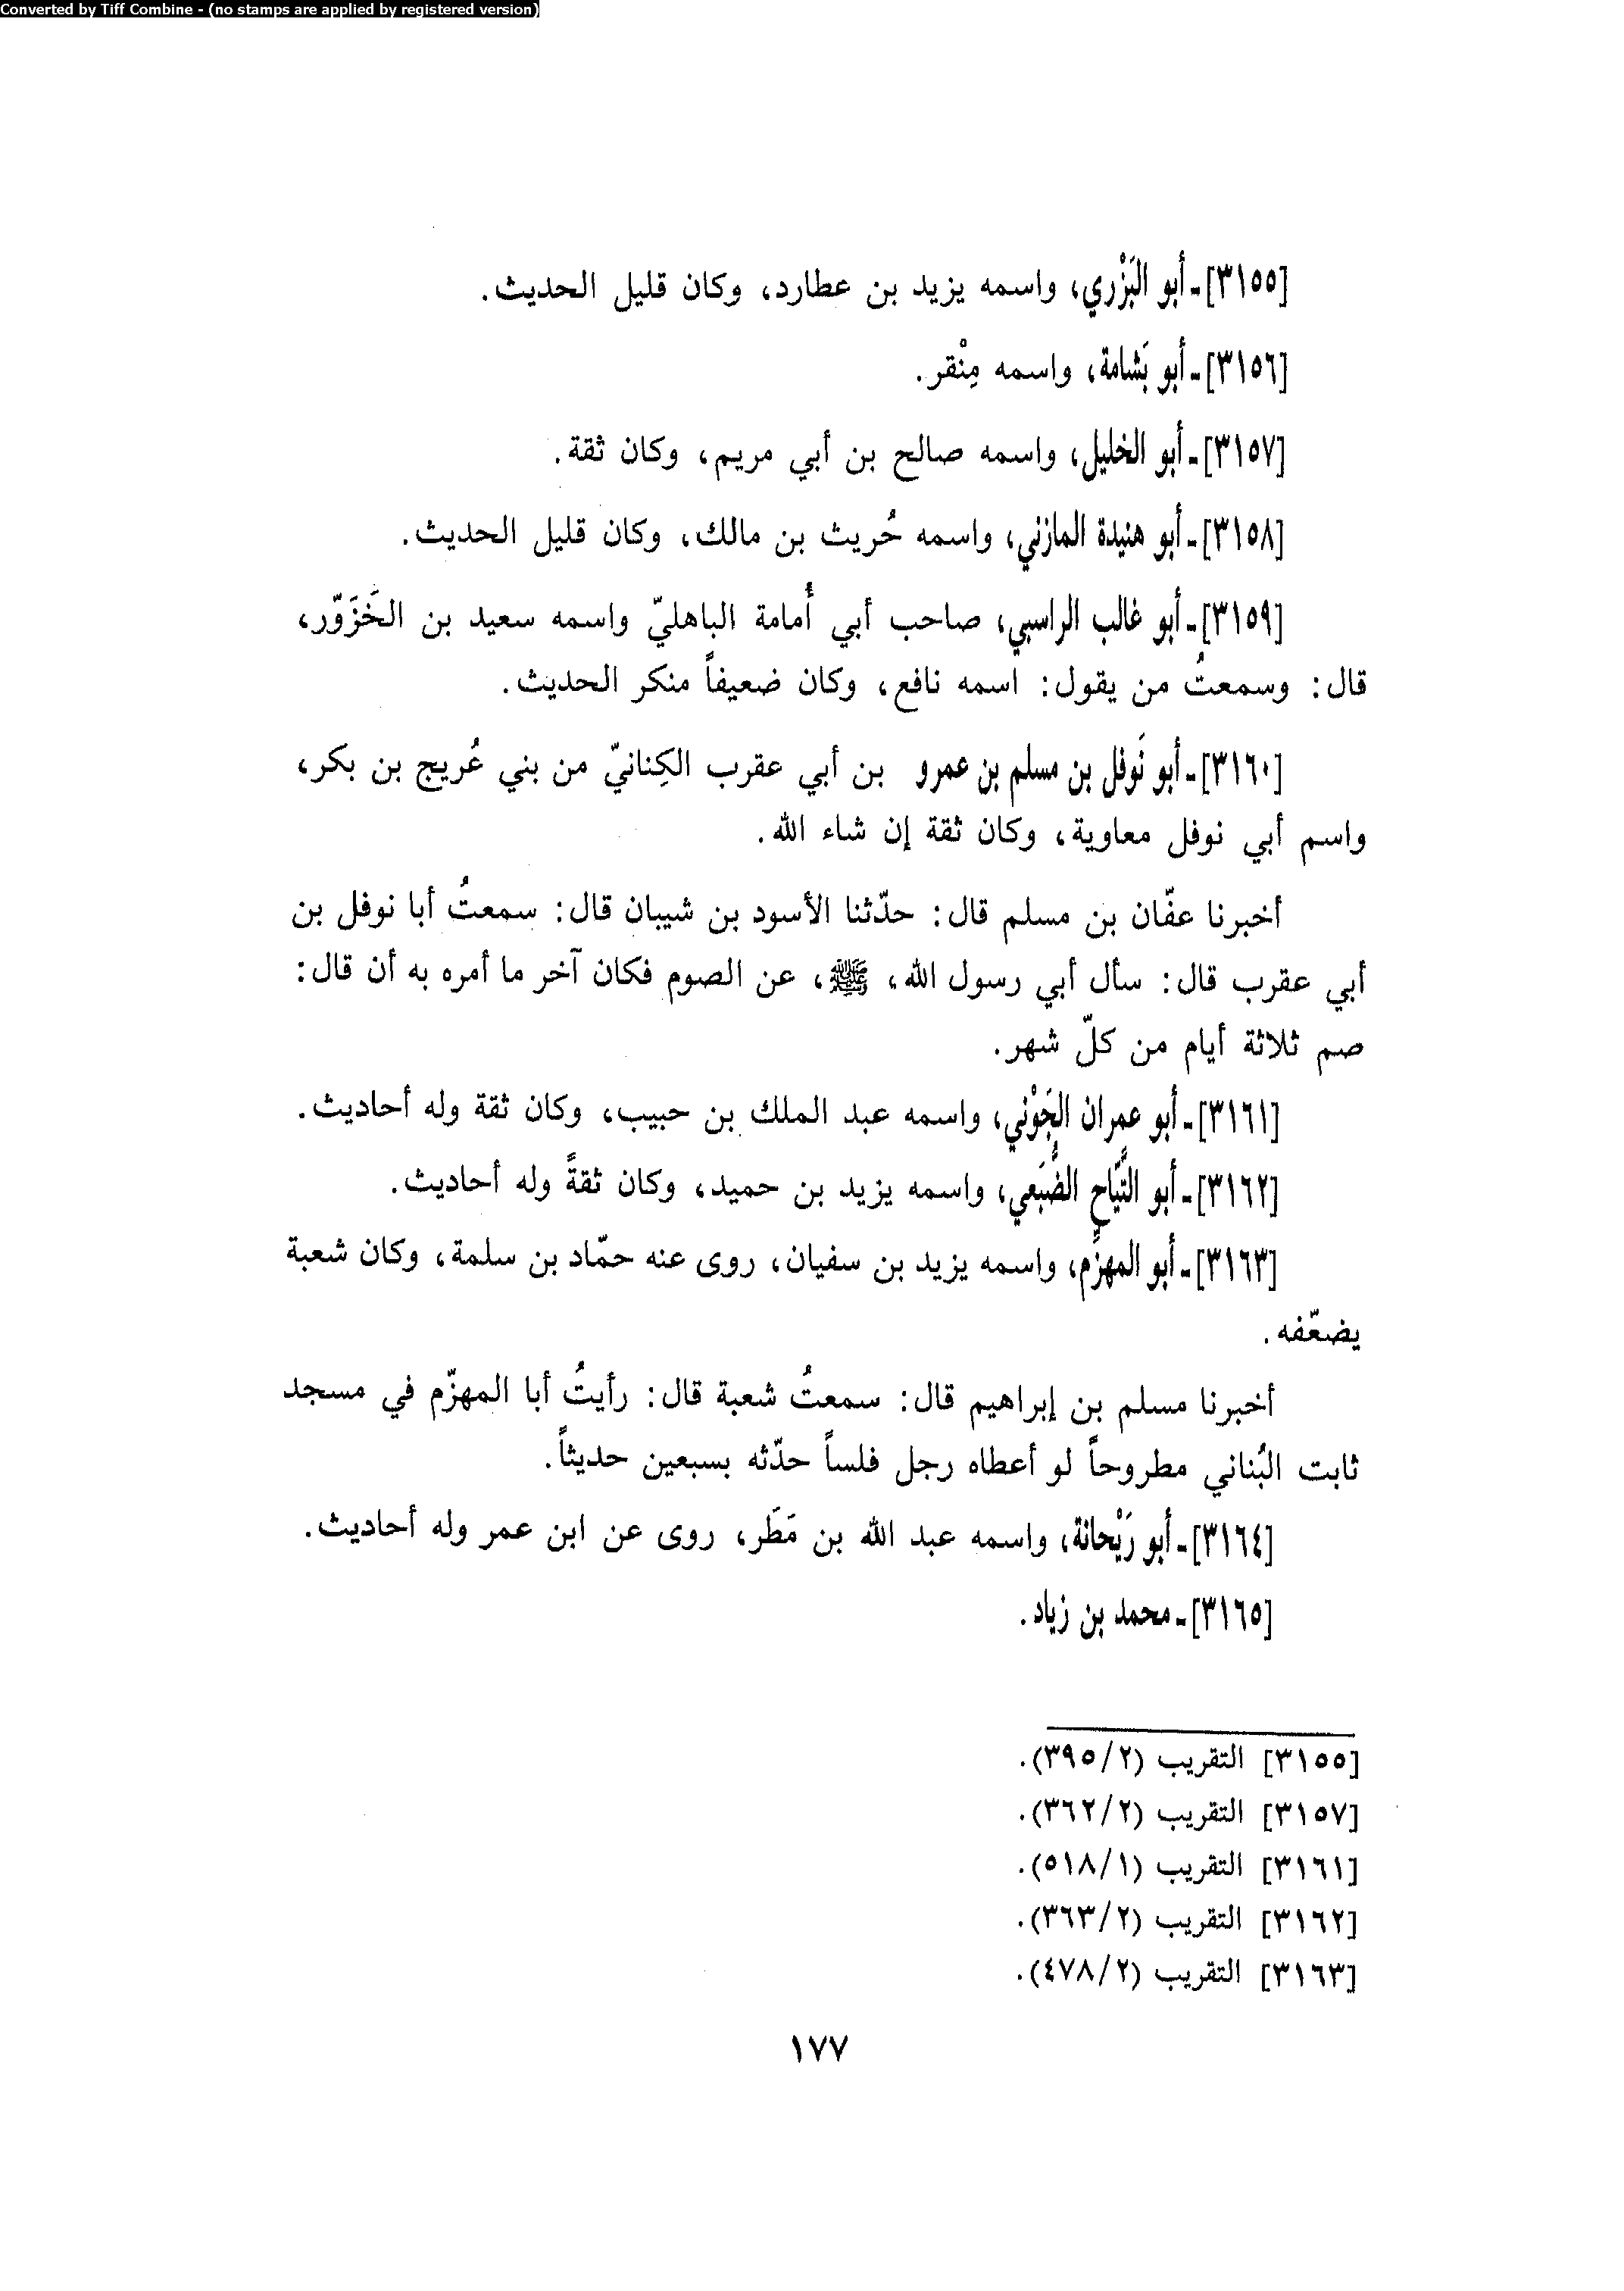 Converted by Tiff Combine - (no stamps are applied by registered version)
[٣١٥٥]ـ أبو البَزْري، واسمه يزيد بن عطارد، وكان قليل الحديث.
[٣١٥٦]ـ أبو بَشامة، واسمه مِنْقر.
[٣١٥٧]ـ أبو الخليل، واسمه صالح بن أبي مريم، وكان ثقة.
[٣١٥٨]ـ أبو هنيدة المازني، واسمه حُريث بن مالك، وكان قليل الحديث.
[٣١٥٩]ـ أبو غالب الراسبي، صاحب أبي أُمامة الباهليّ واسمه سعيد بن الخَزَوّر،
قال: وسمعتُ من يقول: اسمه نافع، وكان ضعيفاً منكر الحديث.
[٣١٦٠]ـ أبو نَوفل بن مسلم بن عمرو بن أبي عقرب الكِنانيّ من بني عُريج بن بكر،
واسم أبي نوفل معاوية، وكان ثقة إن شاء الله.
أخبرنا عفّان بن مسلم قال: حدّثنا الأسود بن شيبان قال: سمعتُ أبا نوفل بن
أبي عقرب قال: سأل أبي رسول الله، ﷺ، عن الصوم فكان آخر ما أمره به أن قال:
صم ثلاثة أيام من كلّ شهر.
[٣١٦١]ـ أبو عمران الجَوْني، واسمه عبد الملك بن حبيب، وكان ثقة وله أحاديث.
[٣١٦٢]ـ أبو التَّيّاح الضُّبَعي، واسمه يزيد بن حميد، وكان ثقةً وله أحاديث.
[٣١٦٣]ـ أبو المهزِّم، واسمه يزيد بن سفيان، روى عنه حمّاد بن سلمة، وكان شعبة
يضعّفه.
أخبرنا مسلم بن إبراهيم قال: سمعتُ شعبة قال: رأيتُ أبا المهزّم في مسجد
ثابت البُناني مطروحاً لو أعطاه رجل فلساً حدّثه بسبعين حديثاً.
[٣١٦٤]ـ أبو رَيْحانة، واسمه عبد الله بن مَطَر، روى عن ابن عمر وله أحاديث.
[٣١٦٥]ـ محمد بن زياد.
[٣١٥٥] التقريب (٢/ ٣٩٥).
[٣١٥٧] التقريب (٢/ ٣٦٢).
[٣١٦١] التقريب (١/ ٥١٨).
[٣١٦٢] التقريب (٢/ ٣٦٣).
[٣١٦٣] التقريب (٢/ ٤٧٨).
١٧٧